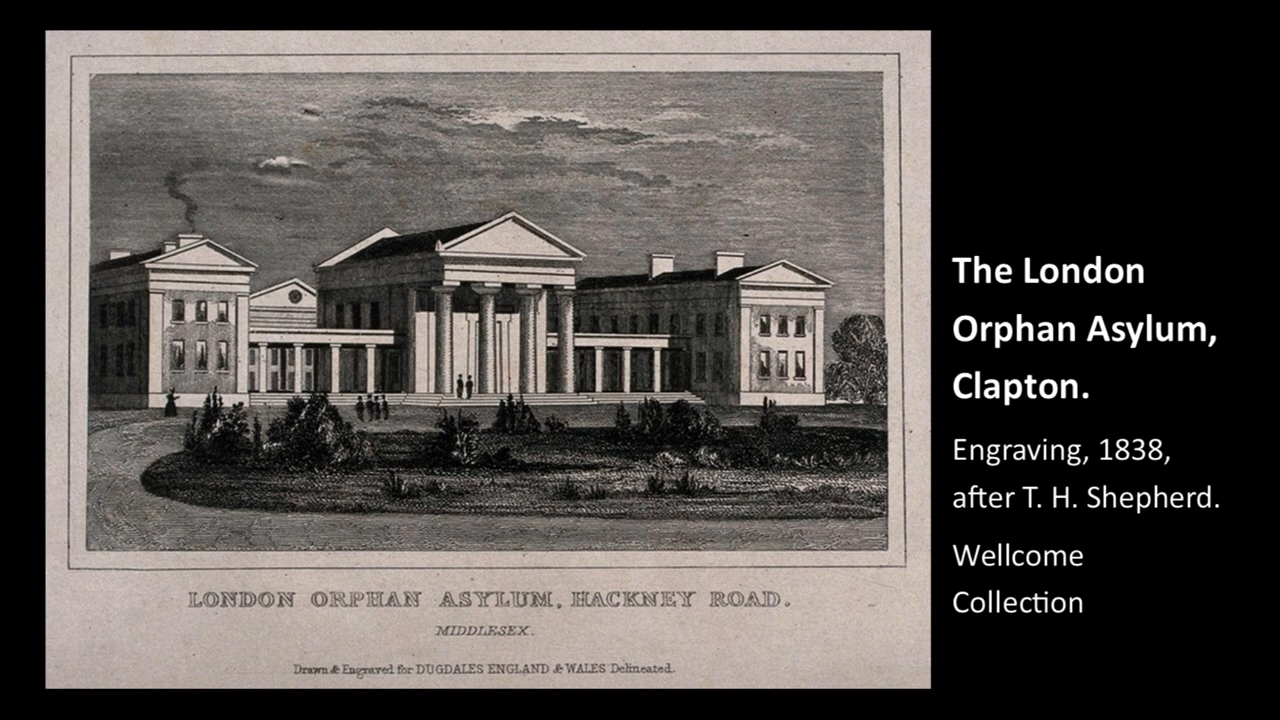 LONDON ORPHAN ASYLUM, HACKNEY ROAD.
MIDDLESEX.
Drawn & Engraved for DUGDALES ENGLAND & WALES Delineated.
The London
Orphan Asylum,
Clapton.
Engraving, 1838,
after T. H. Shepherd.
Wellcome
Collection